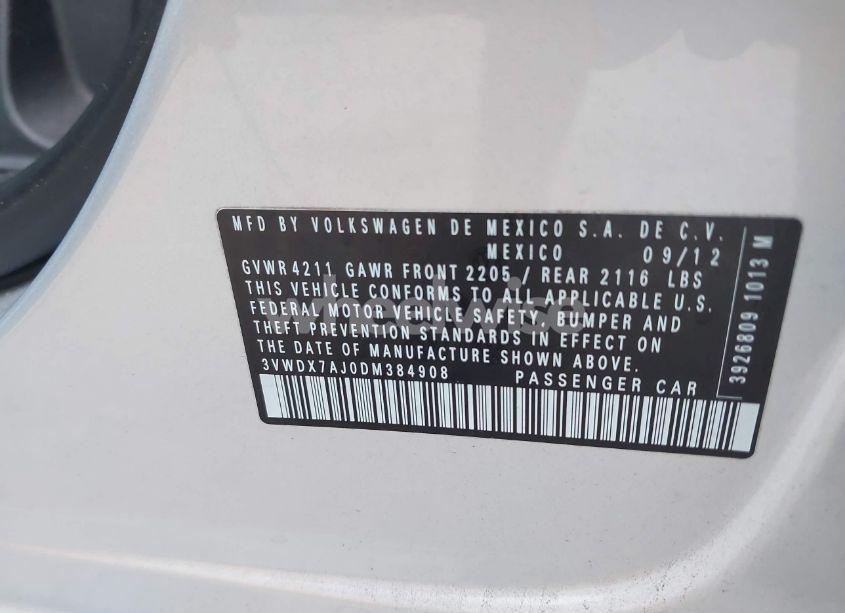 MFD BY VOLKSWAGEN DE MEXICO S.A. DE C.V.
MEXICO 09/12
GVWR 4211 GAWR FRONT 2205 / REAR 2116 LBS
THIS VEHICLE CONFORMS TO ALL APPLICABLE U.S.
FEDERAL MOTOR VEHICLE SAFETY, BUMPER AND
THEFT PREVENTION STANDARDS IN EFFECT ON
THE DATE OF MANUFACTURE SHOWN ABOVE.
3VWDX7AJ0DM384908 PASSENGER CAR
3926809 1013 M
wheelwise